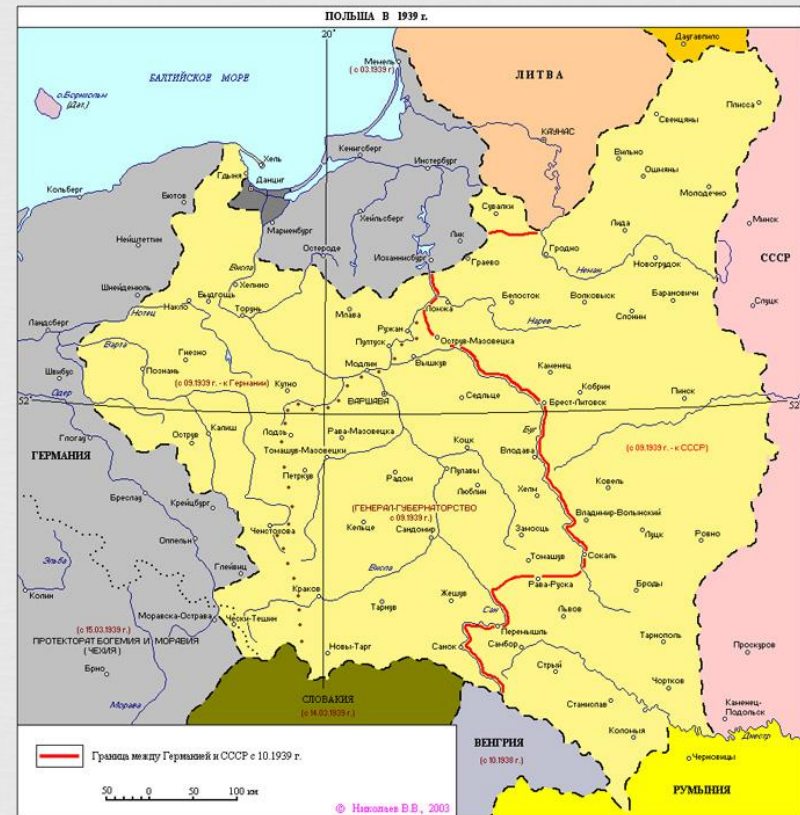 ПОЛЬША В 1939 г.
20°
Даугавпилс
Мемель
(с 03.1939 г)
ЛИТВА
БАЛТИЙСКОЕ МОРЕ
о.Борнхольм
(Дат.)
Плисса
Свенцяны
КАУНАС
Кенигсберг
Инстербург
Вильно
Хель
Ошмяны
Гдыня
Данциг
Кольберг
Бютов
Молодечно
Хейльсберг
Сувалки
Мариенбург
Минск
Лида
Нейштеттин
Лик
Остероде
Гродно
СССР
Иоханнисбург
Граево
Новогрудок
Висла
Неман
Хелмно
Шнейдемюль
Быдгощь
Белосток
Волковыск
Барановичи
Накло
Торунь
Ломжа
Слуцк
Нотец
Млава
Слоним
Ландсберг
Ружан
Нарев
Пултуск
Острув-Мазовецка
Варта
Гнезно
Вышкув
Познань
Модлин
Каменец
Швибус
(с 09.1939 г. - к Германии)
Кутно
Кобрин
Пинск
Одер
ВАРШАВА
Седльце
52
Брест-Литовск
52
Калиш
Буг
Глогау
Острув
Лодзь
Рава-Мазовецка
Коцк
(с 09.1939 г. - к СССР)
ГЕРМАНИЯ
Томашув-Мазовецки
Влодава
Петркув
Радом
Пулавы
Ковель
Бреслау
Крейцбург
Люблин
Хелм
(ГЕНЕРАЛ-ГУБЕРНАТОРСТВО
с 09.1939 г.)
Владимир-Волынский
Ченстохова
Кельце
Сандомир
Замосць
Луцк
Ровно
Оппельн
Томашув
Сокаль
Эльба
Глейвиц
Висла
Рава-Руска
Броды
Колин
Краков
Жешув
Тарнув
Сан
Львов
(с 15.03.1939 г.)
Моравска-Острава
Чески-Тешин
Перемышль
ПРОТЕКТОРАТ БОГЕМИЯ И МОРАВИЯ
(ЧЕХИЯ)
Тарнополь
Новы-Тарг
Санок
Самбор
Проскуров
Брно
Стрый
Чортков
СЛОВАКИЯ
(с 14.03.1939 г.)
Станислав
Морава
Каменец-
Подольск
Коломыя
Днестр
ВЕНГРИЯ
(с 10.1938 г.)
Черновицы
РУМЫНИЯ
Граница между Германией и СССР с 10.1939 г.
50 0 50 100 км
© Николаев В.В., 2003